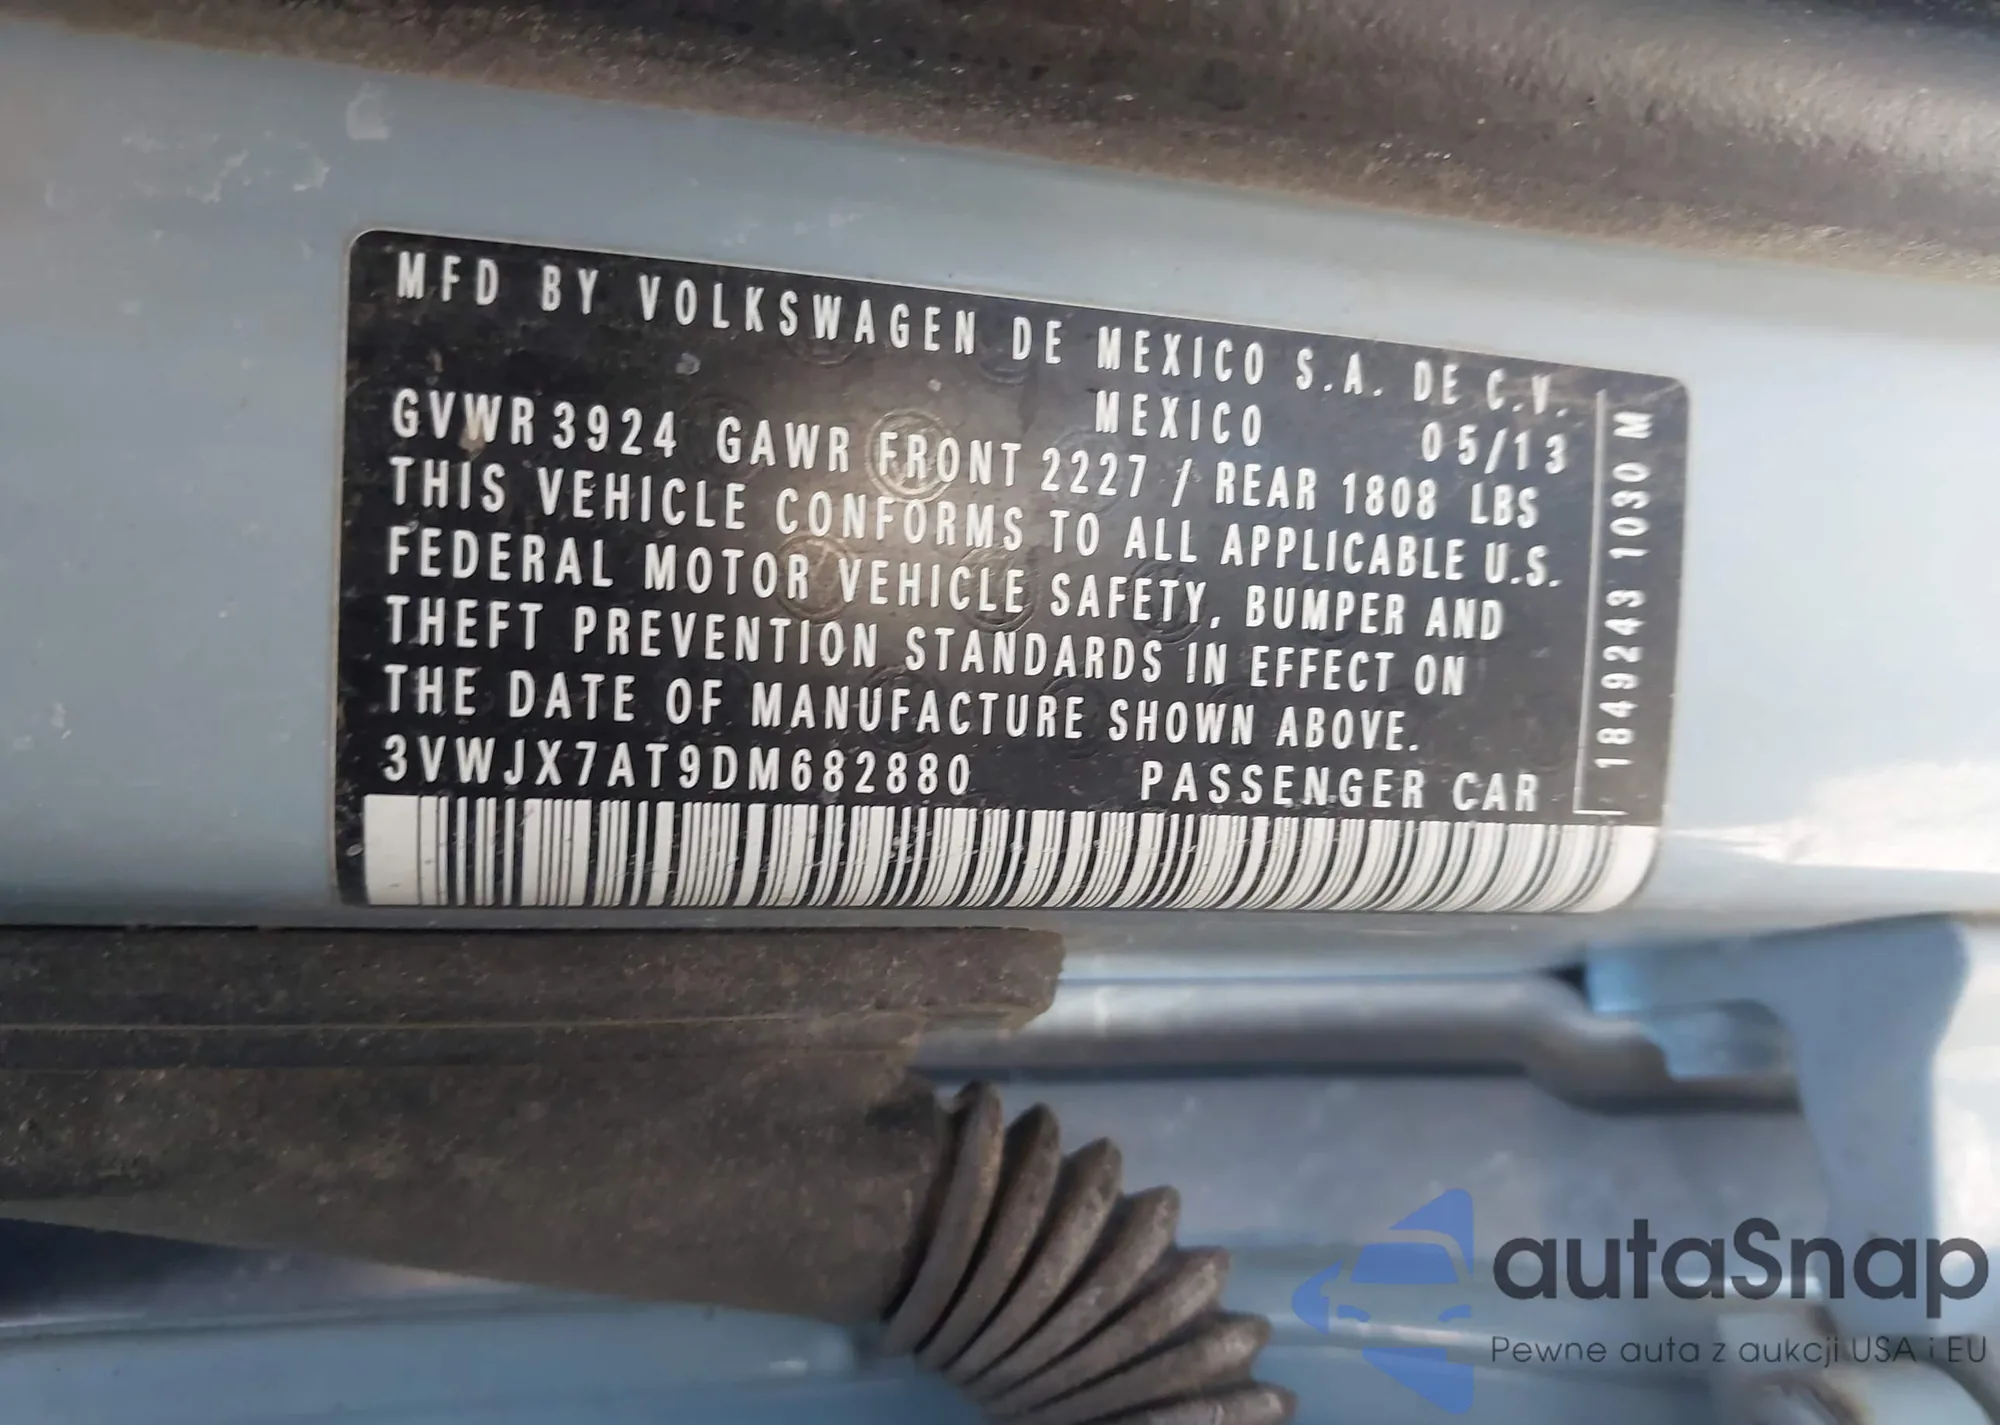 MFD BY VOLKSWAGEN DE MEXICO S.A. DE C.V.
MEXICO 05/13
GVWR 3924 GAWR FRONT 2227 / REAR 1808 LBS
THIS VEHICLE CONFORMS TO ALL APPLICABLE U.S.
FEDERAL MOTOR VEHICLE SAFETY, BUMPER AND
THEFT PREVENTION STANDARDS IN EFFECT ON
THE DATE OF MANUFACTURE SHOWN ABOVE.
3VWJX7AT9DM682880 PASSENGER CAR
1849243 1030 M
autaSnap
Pewne auta z aukcji USA i EU